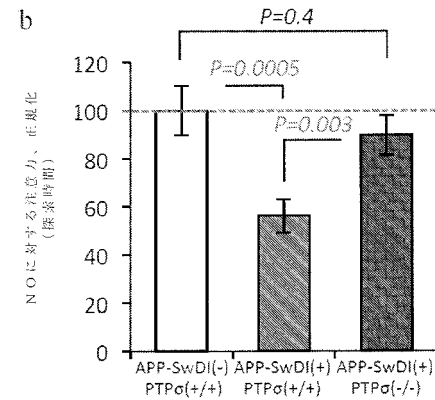 b
P=0.4
P=0.0005
P=0.003
120
100
80
60
40
20
0
NOに対する注意力、正規化
(探索時間)
APP-SwDI(-) APP-SwDI(+) APP-SwDI(+)
PTPσ(+/+) PTPσ(+/+) PTPσ(-/-)